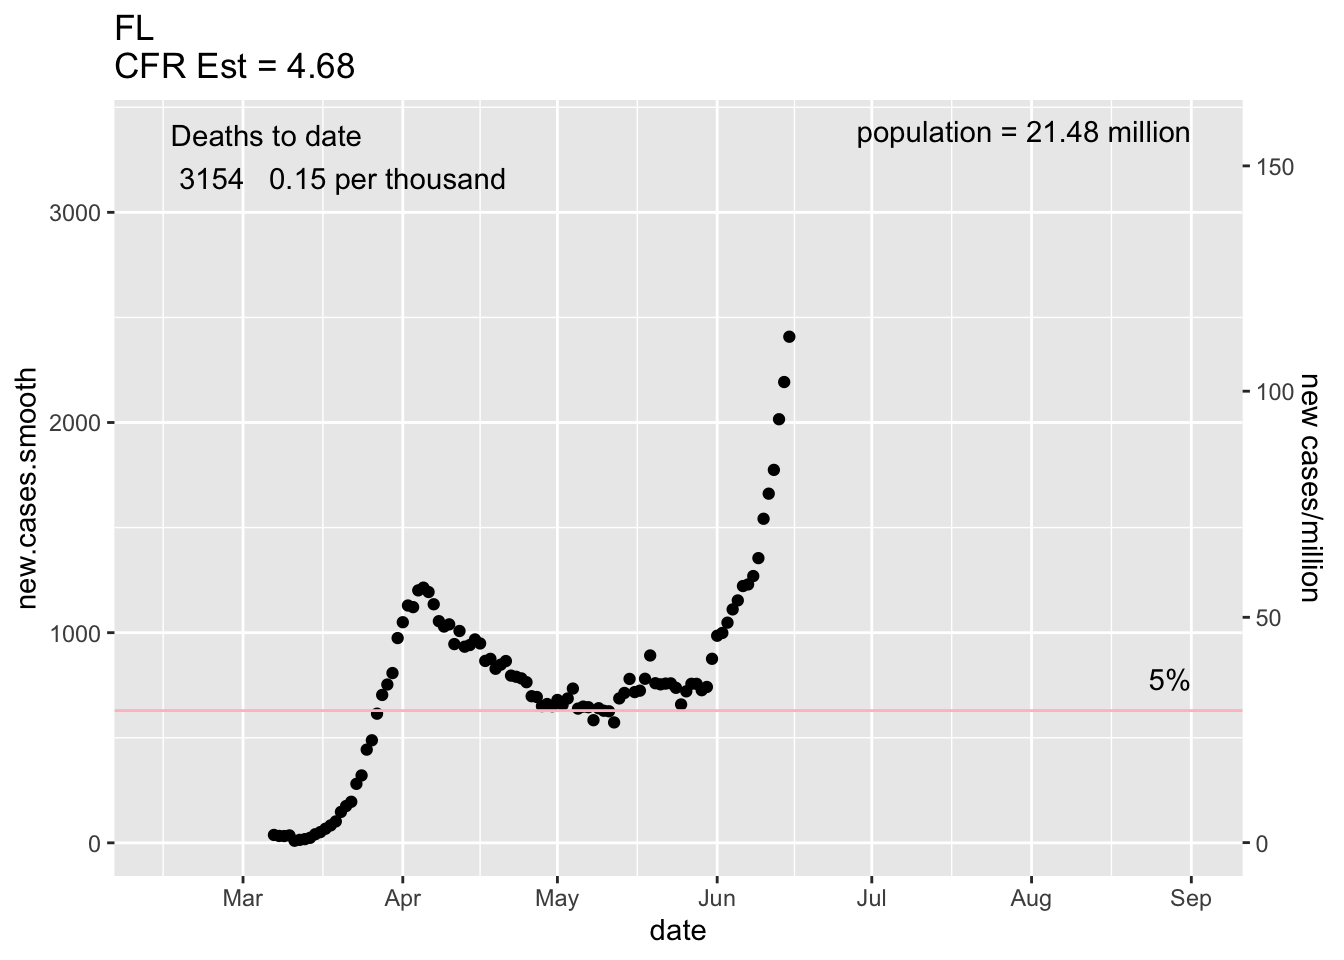 FL
CFR Est = 4.68
Deaths to date
3154 0.15 per thousand
population = 21.48 million
new.cases.smooth
3000
2000
1000
0
150
100
50
0
new cases/million
5%
Mar Apr May Jun Jul Aug Sep
date